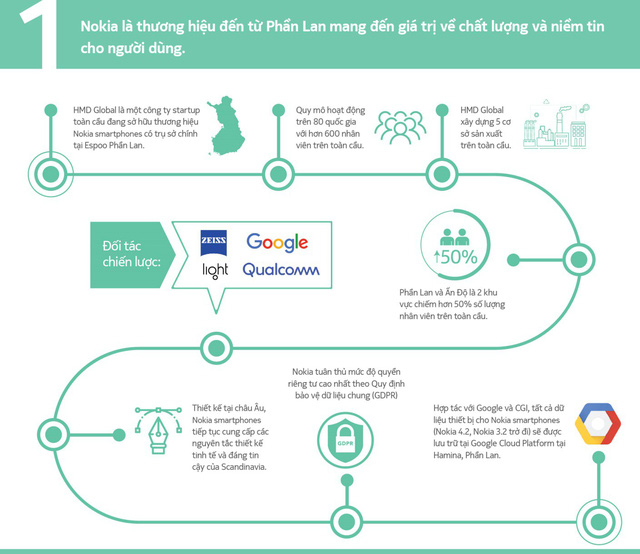 1
Nokia là thương hiệu đến từ Phần Lan mang đến giá trị về chất lượng và niềm tin
cho người dùng.
HMD Global là một công ty startup
toàn cầu đang sở hữu thương hiệu
Nokia smartphones có trụ sở chính
tại Espoo Phần Lan.
Quy mô hoạt động
trên 80 quốc gia
với hơn 600 nhân
viên trên toàn cầu.
HMD Global
xây dựng 5 cơ
sở sản xuất
trên toàn cầu.
Đối tác
chiến lược:
ZEISS
Google
light
Qualcomm
↑50%
Phần Lan và Ấn Độ là 2 khu
vực chiếm hơn 50% số lượng
nhân viên trên toàn cầu.
Thiết kế tại châu Âu,
Nokia smartphones
tiếp tục cung cấp các
nguyên tắc thiết kế
tinh tế và đáng tin
cậy của Scandinavia.
Nokia tuân thủ mức độ quyền
riêng tư cao nhất theo Quy định
bảo vệ dữ liệu chung (GDPR)
GDPR
Hợp tác với Google và CGI, tất cả dữ
liệu thiết bị cho Nokia smartphones
(Nokia 4.2, Nokia 3.2 trở đi) sẽ được
lưu trữ tại Google Cloud Platform tại
Hamina, Phần Lan.